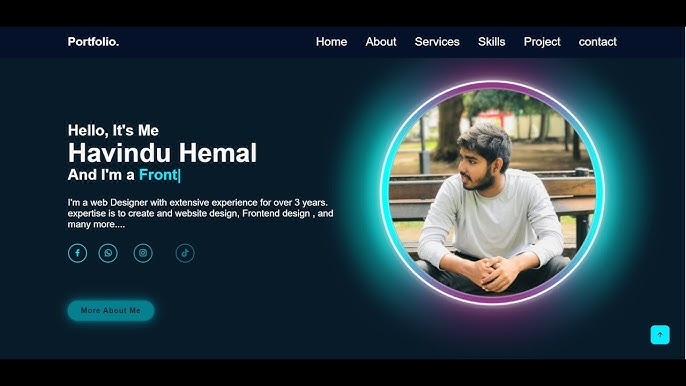 Portfolio.
Home About Services Skills Project contact
Hello, It's Me
Havindu Hemal
And I'm a Front|
I'm a web Designer with extensive experience for over 3 years.
expertise is to create and website design, Frontend design , and
many more....
More About Me